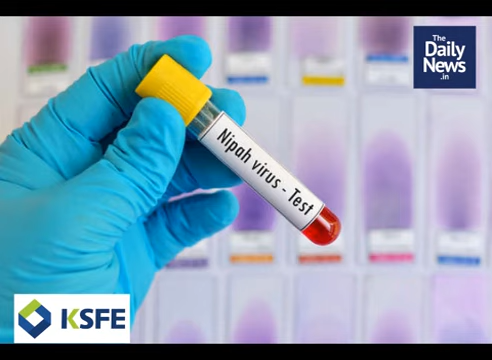 The
Daily
News
.in
Nipah virus - Test
KSFE